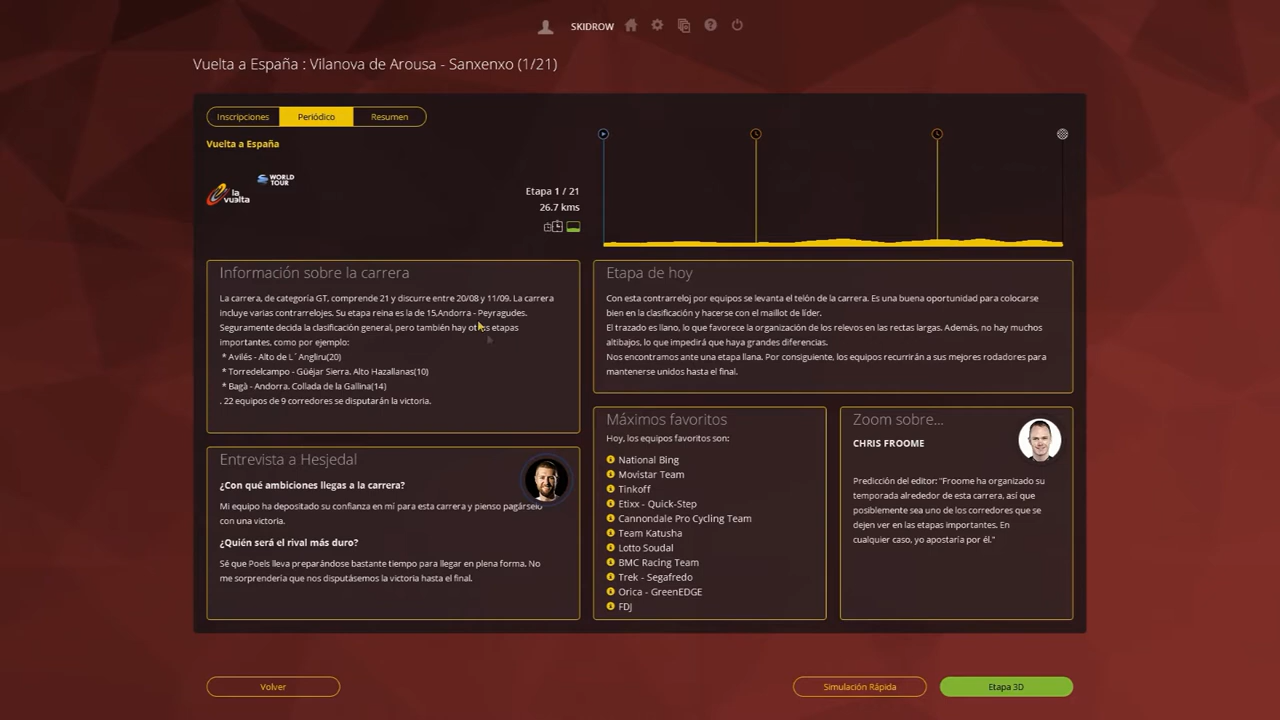 SKIDROW
Vuelta a España : Vilanova de Arousa - Sanxenxo (1/21)
Inscripciones
Periódico
Resumen
Vuelta a España
la vuelta
WORLD TOUR
Etapa 1 / 21
26.7 kms
Información sobre la carrera
La carrera, de categoría GT, comprende 21 y discurre entre 20/08 y 11/09. La carrera
incluye varias contrarrelojes. Su etapa reina es la de 15,Andorra - Peyragudes.
Seguramente decida la clasificación general, pero también hay otras etapas
importantes, como por ejemplo:
* Avilés - Alto de L´Angliru(20)
* Torredelcampo - Güéjar Sierra. Alto Hazallanas(10)
* Bagà - Andorra. Collada de la Gallina(14)
. 22 equipos de 9 corredores se disputarán la victoria.
Etapa de hoy
Con esta contrarreloj por equipos se levanta el telón de la carrera. Es una buena oportunidad para colocarse
bien en la clasificación y hacerse con el maillot de líder.
El trazado es llano, lo que favorece la organización de los relevos en las rectas largas. Además, no hay muchos
altibajos, lo que impedirá que haya grandes diferencias.
Nos encontramos ante una etapa llana. Por consiguiente, los equipos recurrirán a sus mejores rodadores para
mantenerse unidos hasta el final.
Entrevista a Hesjedal
¿Con qué ambiciones llegas a la carrera?
Mi equipo ha depositado su confianza en mí para esta carrera y pienso pagárselo
con una victoria.
¿Quién será el rival más duro?
Sé que Poels lleva preparándose bastante tiempo para llegar en plena forma. No
me sorprendería que nos disputásemos la victoria hasta el final.
Máximos favoritos
Hoy, los equipos favoritos son:
National Bing
Movistar Team
Tinkoff
Etixx - Quick-Step
Cannondale Pro Cycling Team
Team Katusha
Lotto Soudal
BMC Racing Team
Trek - Segafredo
Orica - GreenEDGE
FDJ
Zoom sobre...
CHRIS FROOME
Predicción del editor: "Froome ha organizado su
temporada alrededor de esta carrera, así que
posiblemente sea uno de los corredores que se
dejen ver en las etapas importantes. En
cualquier caso, yo apostaría por él."
Volver
Simulación Rápida
Etapa 3D